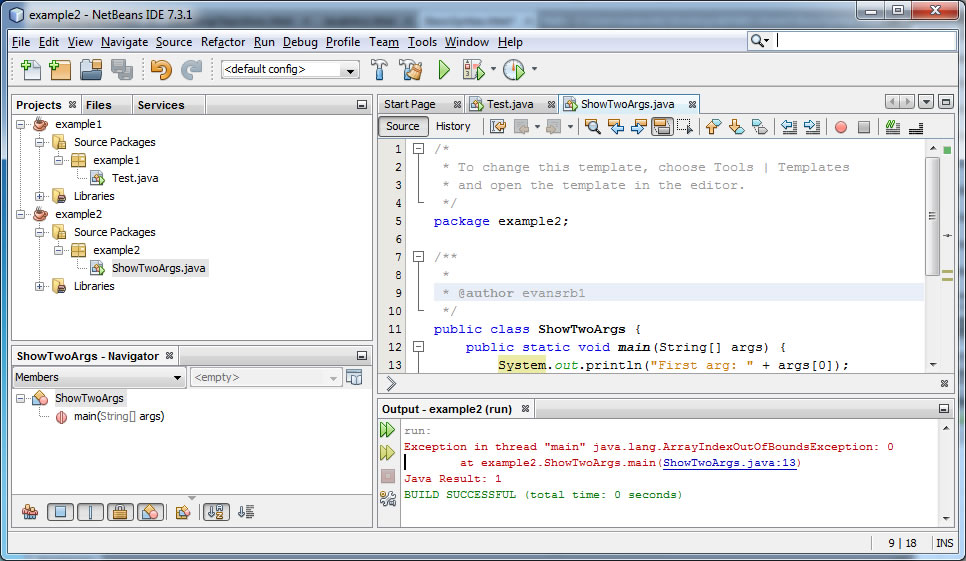 example2 - NetBeans IDE 7.3.1
File Edit View Navigate Source Refactor Run Debug Profile Team Tools Window Help
<default config>
Projects Files Services
example1
Source Packages
example1
Test.java
Libraries
example2
Source Packages
example2
ShowTwoArgs.java
Libraries
ShowTwoArgs - Navigator
Members <empty>
ShowTwoArgs
main(String[] args)
Start Page Test.java ShowTwoArgs.java
Source History
1 /*
2 * To change this template, choose Tools | Templates
3 * and open the template in the editor.
4 */
5 package example2;
6
7 /**
8 *
9 * @author evansrb1
10 */
11 public class ShowTwoArgs {
12 public static void main(String[] args) {
13 System.out.println("First arg: " + args[0]);
Output - example2 (run)
run:
Exception in thread "main" java.lang.ArrayIndexOutOfBoundsException: 0
at example2.ShowTwoArgs.main(ShowTwoArgs.java:13)
Java Result: 1
BUILD SUCCESSFUL (total time: 0 seconds)
9 | 18 INS